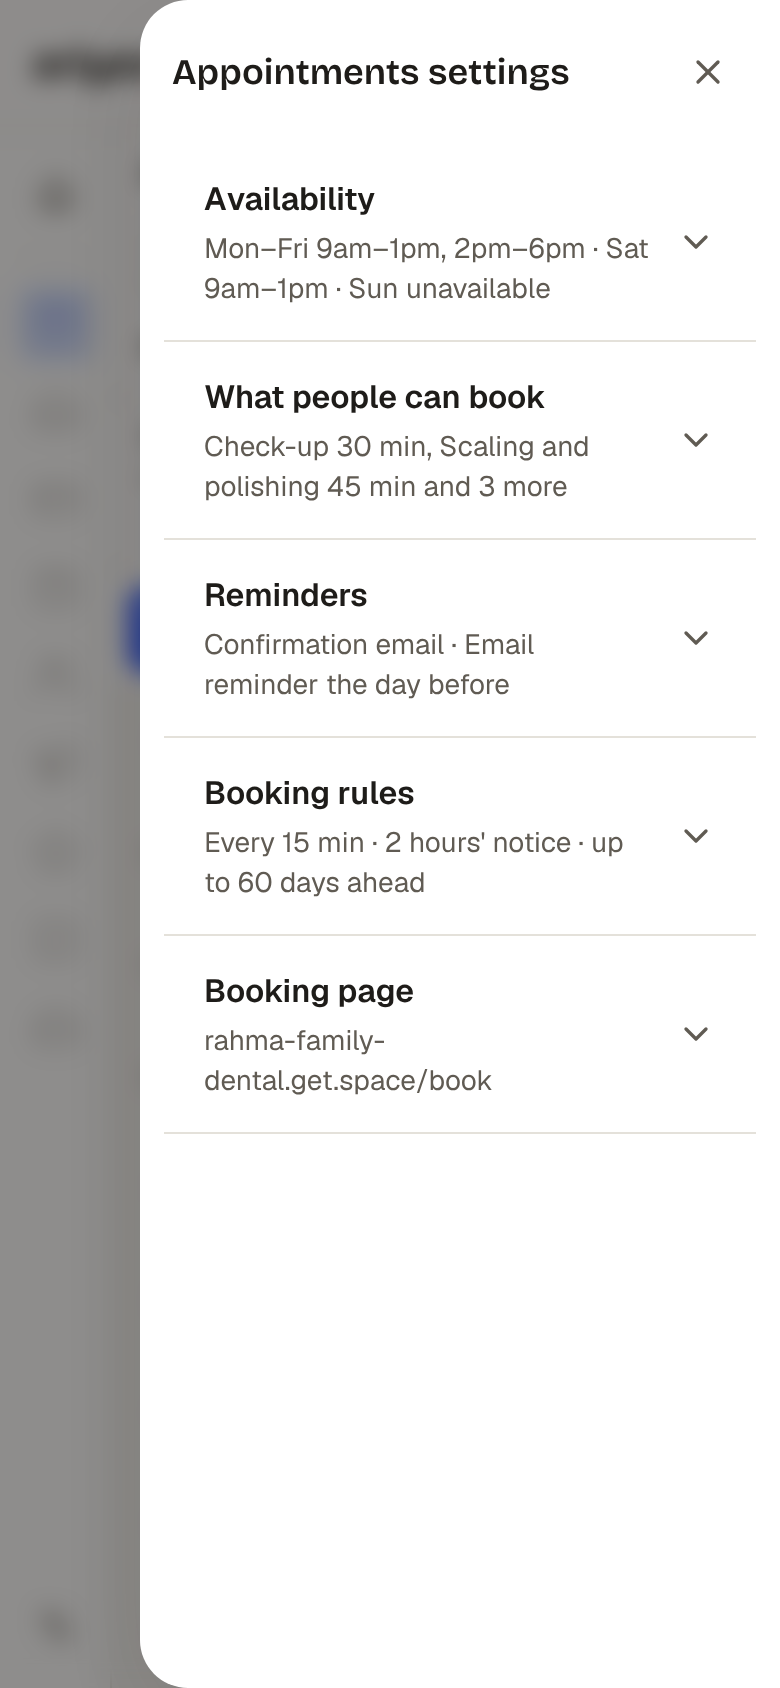 Appointments settings
Availability
Mon–Fri 9am–1pm, 2pm–6pm · Sat
9am–1pm · Sun unavailable
What people can book
Check-up 30 min, Scaling and
polishing 45 min and 3 more
Reminders
Confirmation email · Email
reminder the day before
Booking rules
Every 15 min · 2 hours' notice · up
to 60 days ahead
Booking page
rahma-family-
dental.get.space/book